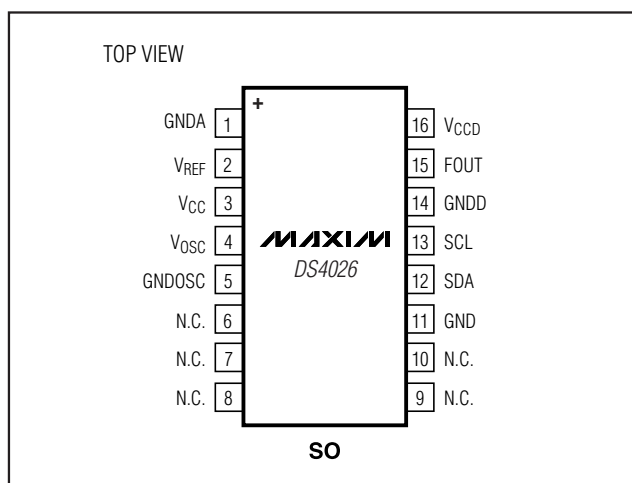 TOP VIEW
+
GNDA 1 16 VCCD
VREF 2 15 FOUT
VCC 3 14 GNDD
VOSC 4 MAXIM 13 SCL
DS4026
GNDOSC 5 12 SDA
N.C. 6 11 GND
N.C. 7 10 N.C.
N.C. 8 9 N.C.
SO